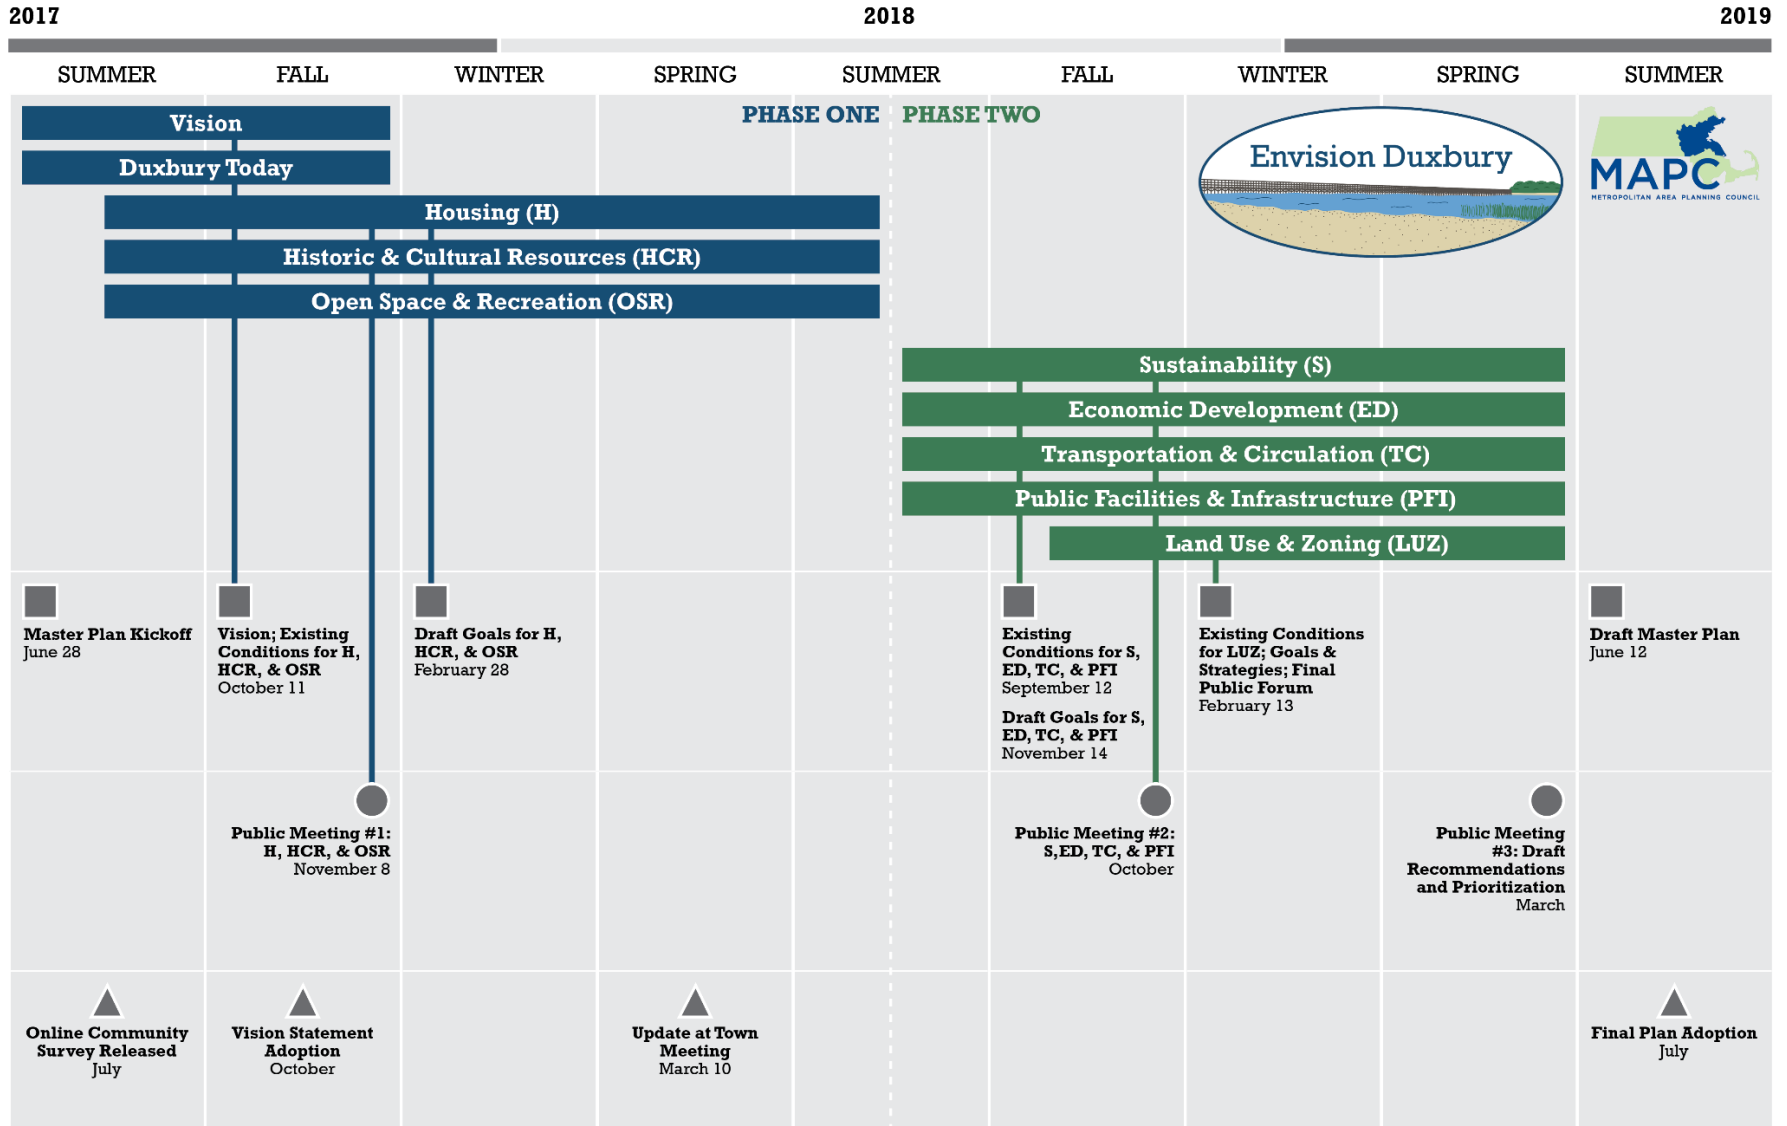 2017 2018 2019
SUMMER FALL WINTER SPRING SUMMER FALL WINTER SPRING SUMMER
PHASE ONE PHASE TWO
Vision
Duxbury Today
Housing (H)
Historic & Cultural Resources (HCR)
Open Space & Recreation (OSR)
Envision Duxbury
MAPC
METROPOLITAN AREA PLANNING COUNCIL
Sustainability (S)
Economic Development (ED)
Transportation & Circulation (TC)
Public Facilities & Infrastructure (PFI)
Land Use & Zoning (LUZ)
Master Plan Kickoff
June 28
Vision; Existing
Conditions for H,
HCR, & OSR
October 11
Draft Goals for H,
HCR, & OSR
February 28
Existing
Conditions for S,
ED, TC, & PFI
September 12
Draft Goals for S,
ED, TC, & PFI
November 14
Existing Conditions
for LUZ; Goals &
Strategies; Final
Public Forum
February 13
Draft Master Plan
June 12
Public Meeting #1:
H, HCR, & OSR
November 8
Public Meeting #2:
S,ED, TC, & PFI
October
Public Meeting
#3: Draft
Recommendations
and Prioritization
March
Online Community
Survey Released
July
Vision Statement
Adoption
October
Update at Town
Meeting
March 10
Final Plan Adoption
July